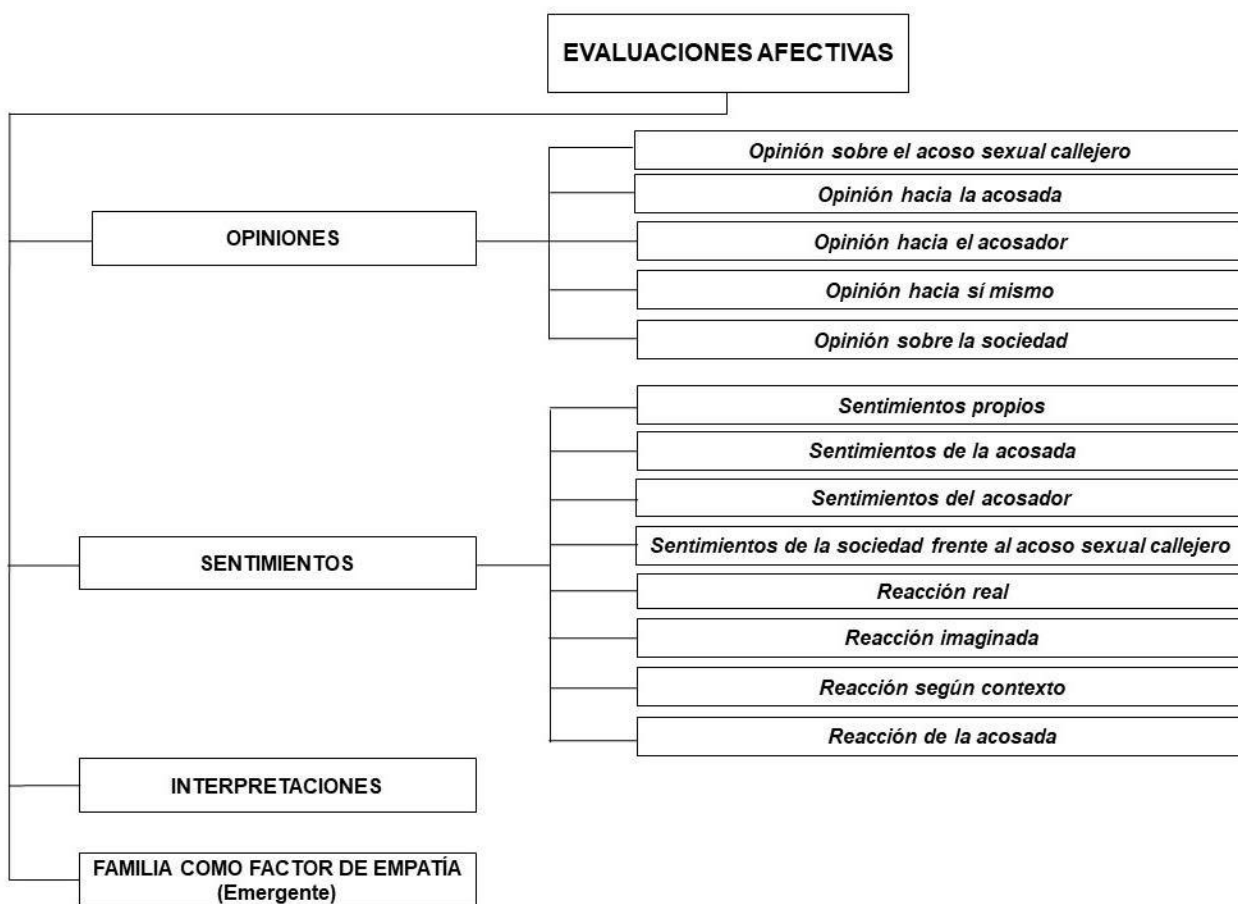 EVALUACIONES AFECTIVAS
OPINIONES
Opinión sobre el acoso sexual callejero
Opinión hacia la acosada
Opinión hacia el acosador
Opinión hacia sí mismo
Opinión sobre la sociedad
SENTIMIENTOS
Sentimientos propios
Sentimientos de la acosada
Sentimientos del acosador
Sentimientos de la sociedad frente al acoso sexual callejero
Reacción real
Reacción imaginada
Reacción según contexto
Reacción de la acosada
INTERPRETACIONES
FAMILIA COMO FACTOR DE EMPATÍA
(Emergente)